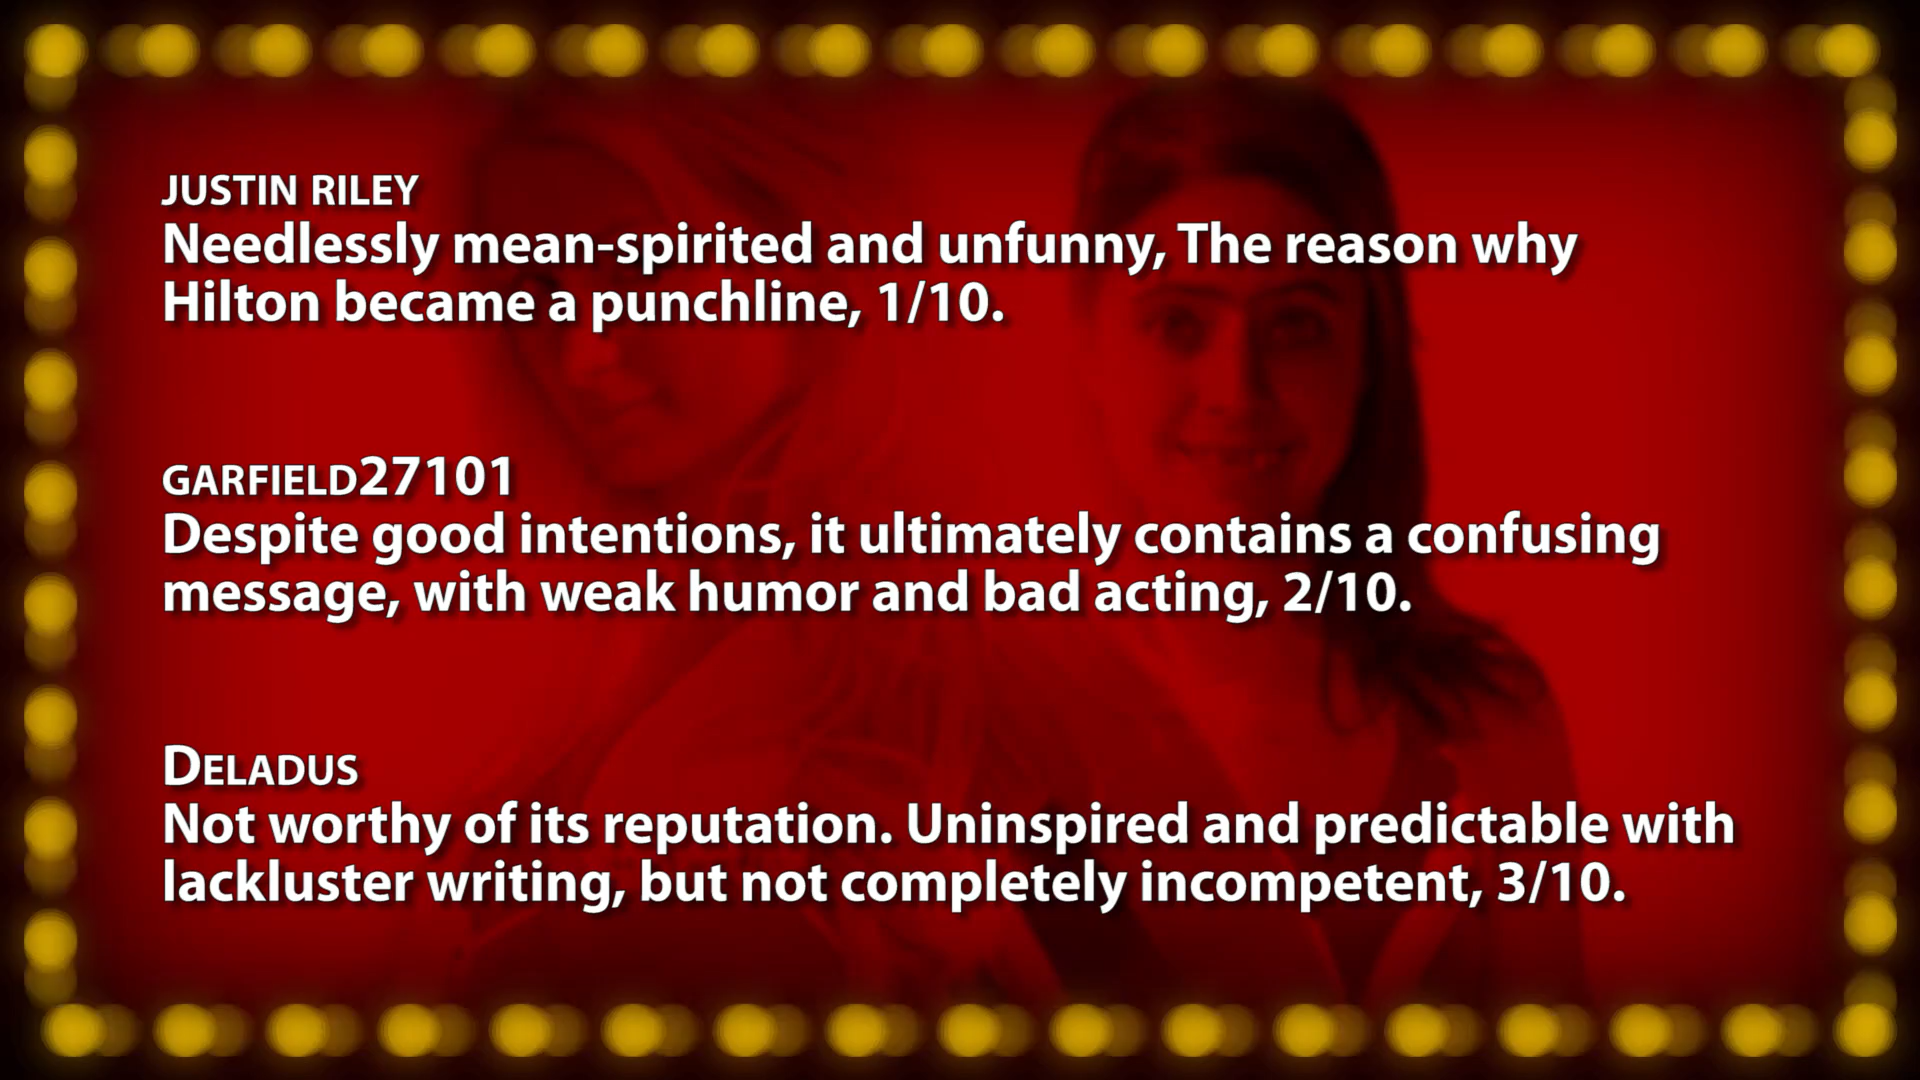 JUSTIN RILEY
Needlessly mean-spirited and unfunny, The reason why
Hilton became a punchline, 1/10.
GARFIELD27101
Despite good intentions, it ultimately contains a confusing
message, with weak humor and bad acting, 2/10.
DELADUS
Not worthy of its reputation. Uninspired and predictable with
lackluster writing, but not completely incompetent, 3/10.